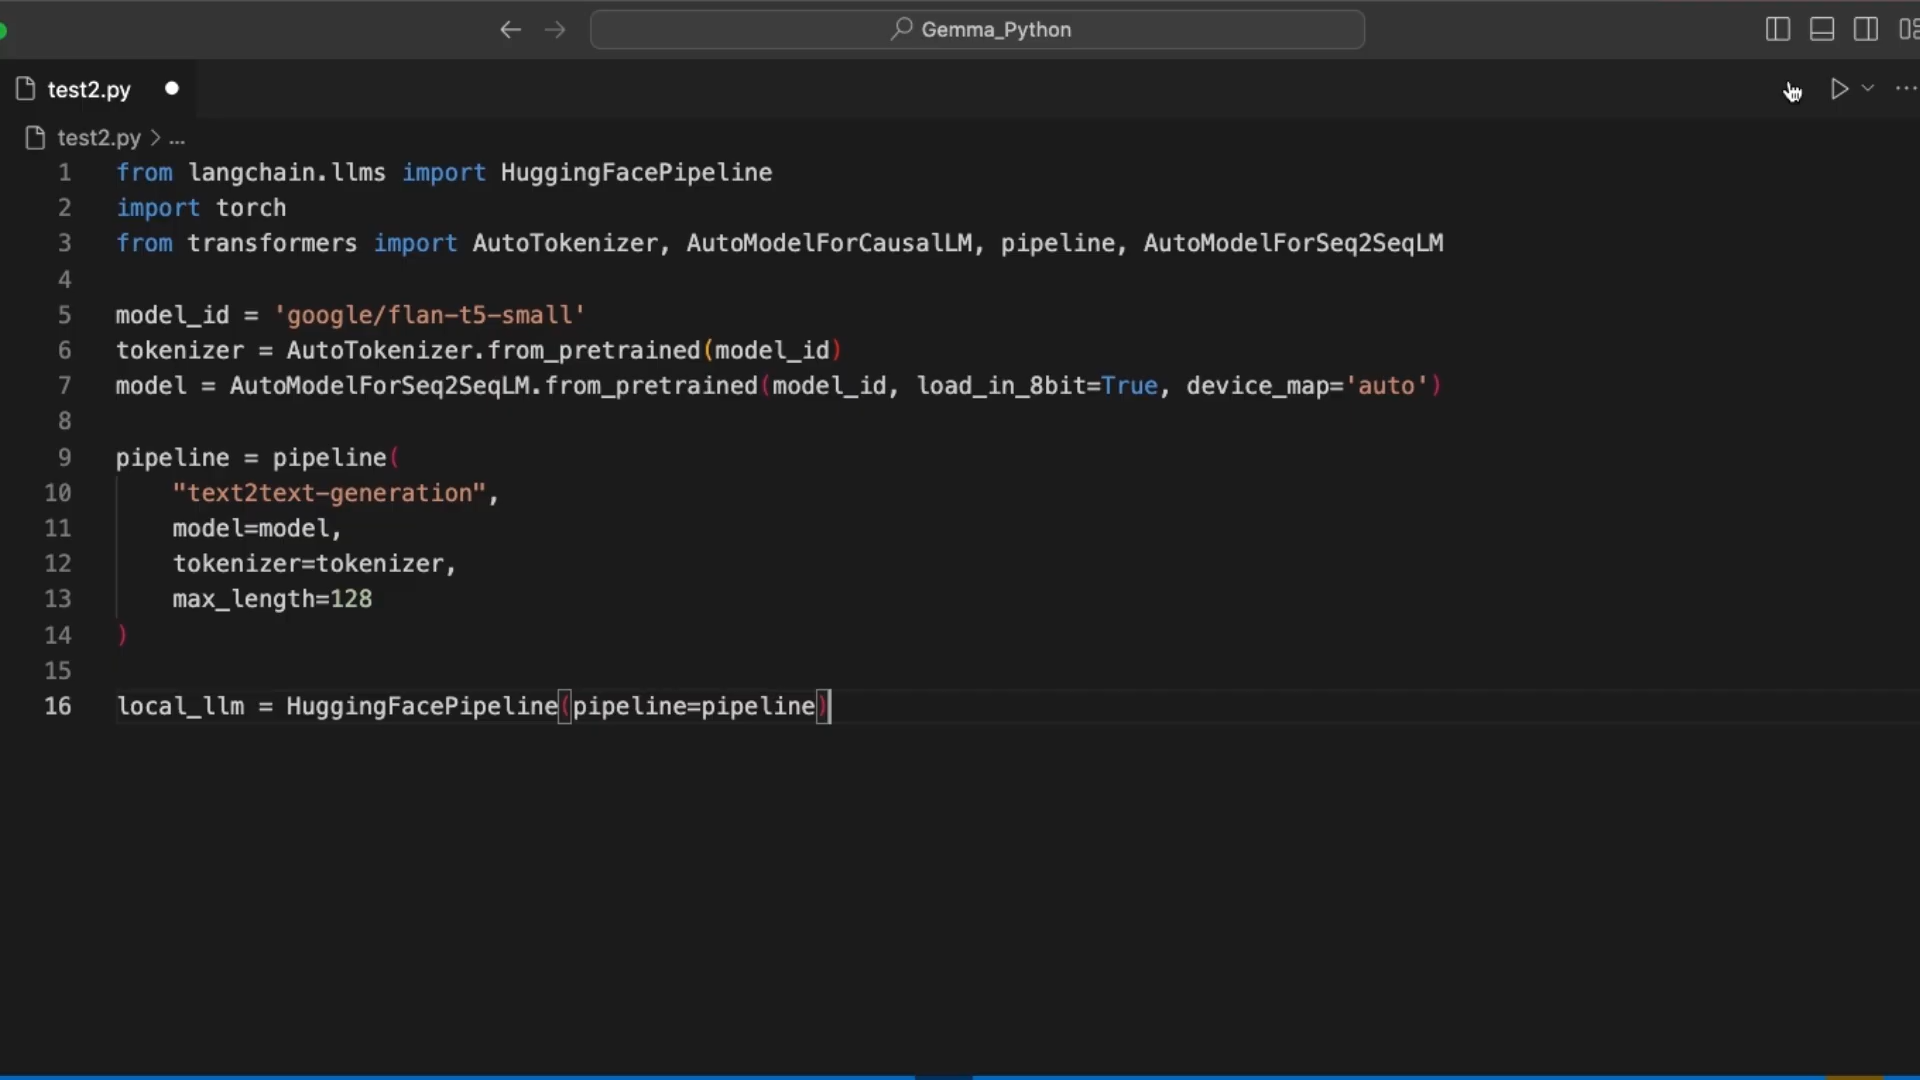 Gemma_Python
test2.py
test2.py > ...
1 from langchain.llms import HuggingFacePipeline
2 import torch
3 from transformers import AutoTokenizer, AutoModelForCausalLM, pipeline, AutoModelForSeq2SeqLM
4
5 model_id = 'google/flan-t5-small'
6 tokenizer = AutoTokenizer.from_pretrained(model_id)
7 model = AutoModelForSeq2SeqLM.from_pretrained(model_id, load_in_8bit=True, device_map='auto')
8
9 pipeline = pipeline(
10     "text2text-generation",
11     model=model,
12     tokenizer=tokenizer,
13     max_length=128
14 )
15
16 local_llm = HuggingFacePipeline(pipeline=pipeline)